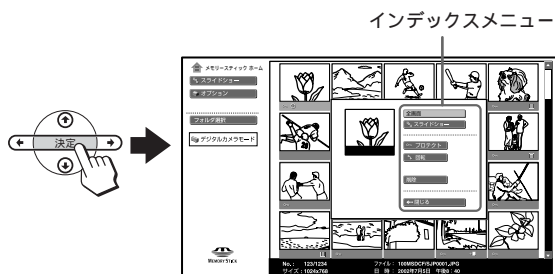 インデックスメニュー
メモリースティック ホーム
スライドショー
オプション
フォルダ選択
デジタルカメラモード
決定
全画面
スライドショー
プロテクト
回転
削除
閉じる
MEMORY STICK
No.: 123/1234
サイズ:1024x768
ファイル:100MSDCF/SJP0001.JPG
日 時:2002年7月5日 午後8:40